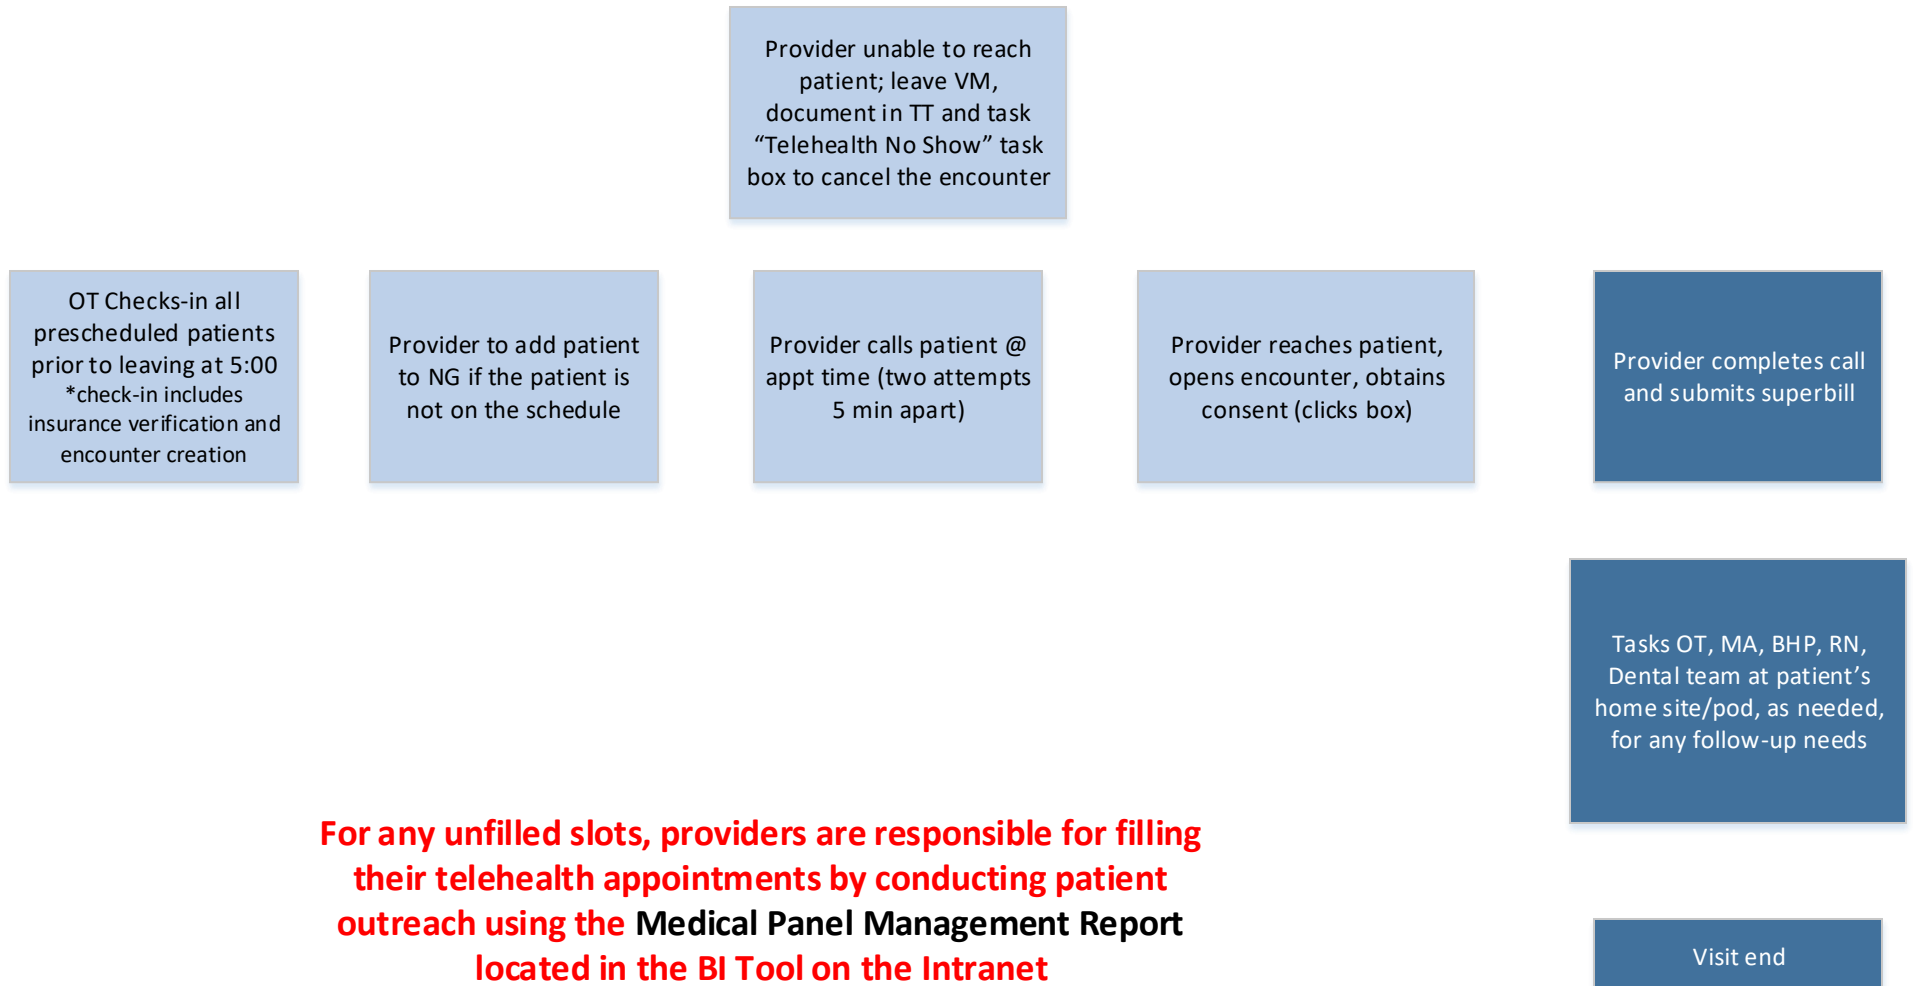 Provider unable to reach
patient; leave VM,
document in TT and task
“Telehealth No Show” task
box to cancel the encounter
OT Checks-in all
prescheduled patients
prior to leaving at 5:00
*check-in includes
insurance verification and
encounter creation
Provider to add patient
to NG if the patient is
not on the schedule
Provider calls patient @
appt time (two attempts
5 min apart)
Provider reaches patient,
opens encounter, obtains
consent (clicks box)
Provider completes call
and submits superbill
Tasks OT, MA, BHP, RN,
Dental team at patient’s
home site/pod, as needed,
for any follow-up needs
For any unfilled slots, providers are responsible for filling
their telehealth appointments by conducting patient
outreach using the Medical Panel Management Report
located in the BI Tool on the Intranet
Visit end